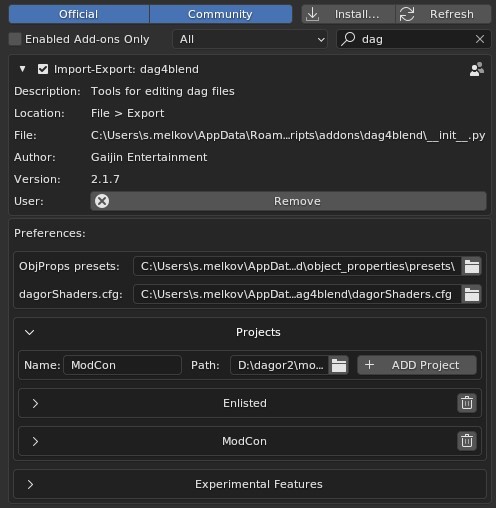 Official Community Install... Refresh
Enabled Add-ons Only All dag
Import-Export: dag4blend
Description: Tools for editing dag files
Location: File > Export
File: C:\Users\s.melkov\AppData\Roam...ripts\addons\dag4blend\__init__.py
Author: Gaijin Entertainment
Version: 2.1.7
User: Remove
Preferences:
ObjProps presets: C:\Users\s.melkov\AppDat...d\object_properties\presets\
dagorShaders.cfg: C:\Users\s.melkov\AppDat...ag4blend\dagorShaders.cfg
Projects
Name: ModCon Path: D:\dagor2\mo... + ADD Project
Enlisted
ModCon
Experimental Features